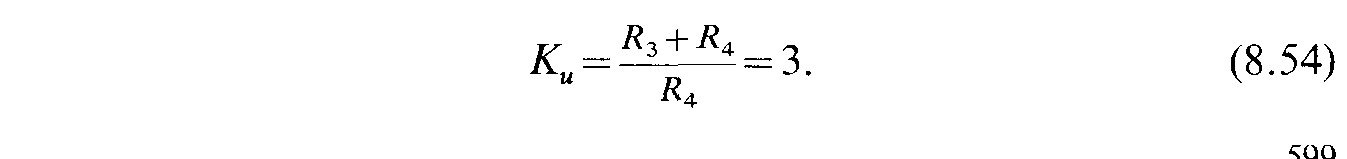 K_u = (R_3 + R_4) / R_4 = 3. (8.54)